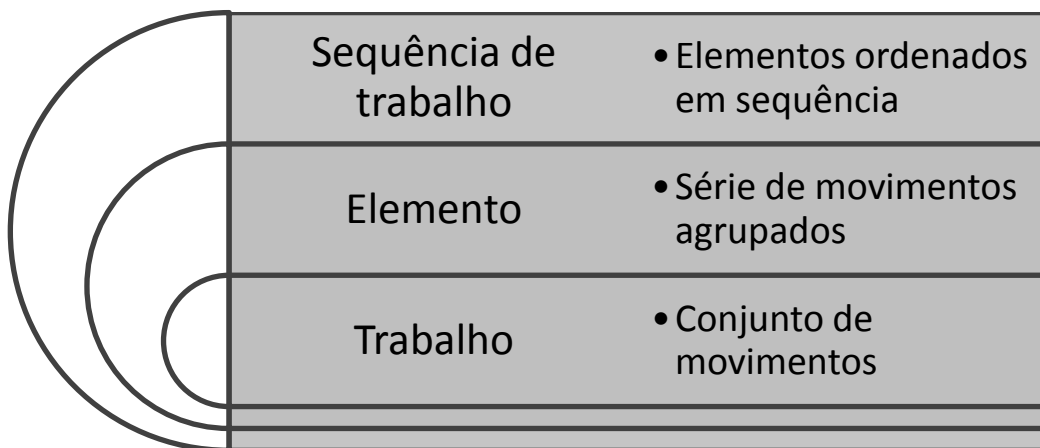 Sequência de
trabalho
• Elementos ordenados
em sequência
Elemento
• Série de movimentos
agrupados
Trabalho
• Conjunto de
movimentos